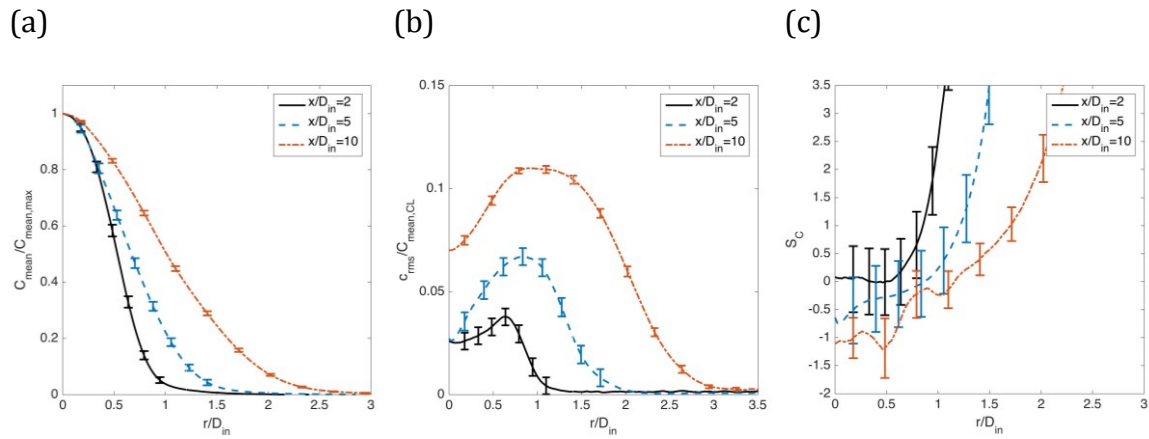 (a)
(b)
(c)
C_mean/C_mean,max
1
0.8
0.6
0.4
0.2
0
0 0.5 1 1.5 2 2.5 3
r/D_in
x/D_in=2
x/D_in=5
x/D_in=10
c_rms/C_mean,CL
0.15
0.1
0.05
0
0 0.5 1 1.5 2 2.5 3 3.5
r/D_in
x/D_in=2
x/D_in=5
x/D_in=10
S_C
3.5
3
2.5
2
1.5
1
0.5
0
-0.5
-1
-1.5
-2
0 0.5 1 1.5 2 2.5 3
r/D_in
x/D_in=2
x/D_in=5
x/D_in=10